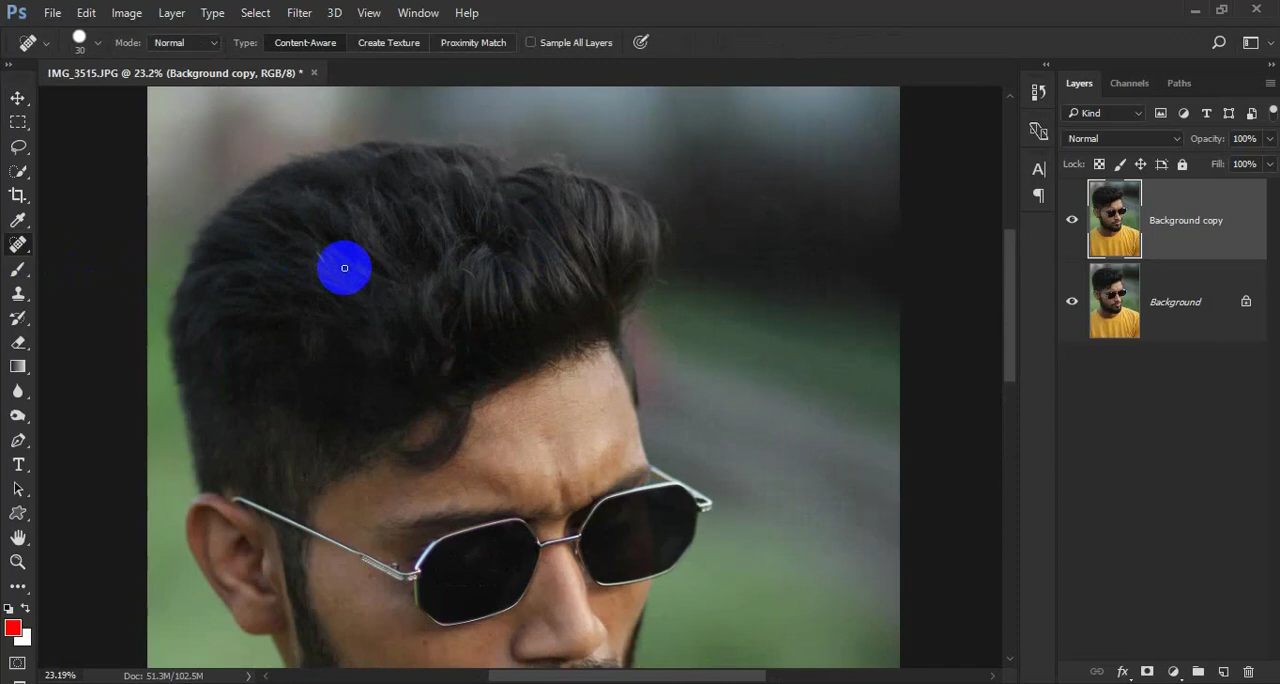 Ps File Edit Image Layer Type Select Filter 3D View Window Help
30 Mode: Normal Type: Content-Aware Create Texture Proximity Match Sample All Layers
IMG_3515.JPG @ 23.2% (Background copy, RGB/8) *
Layers Channels Paths
Kind
Normal Opacity: 100%
Lock: Fill: 100%
Background copy
Background
23.19% Doc: 51.3M/102.5M